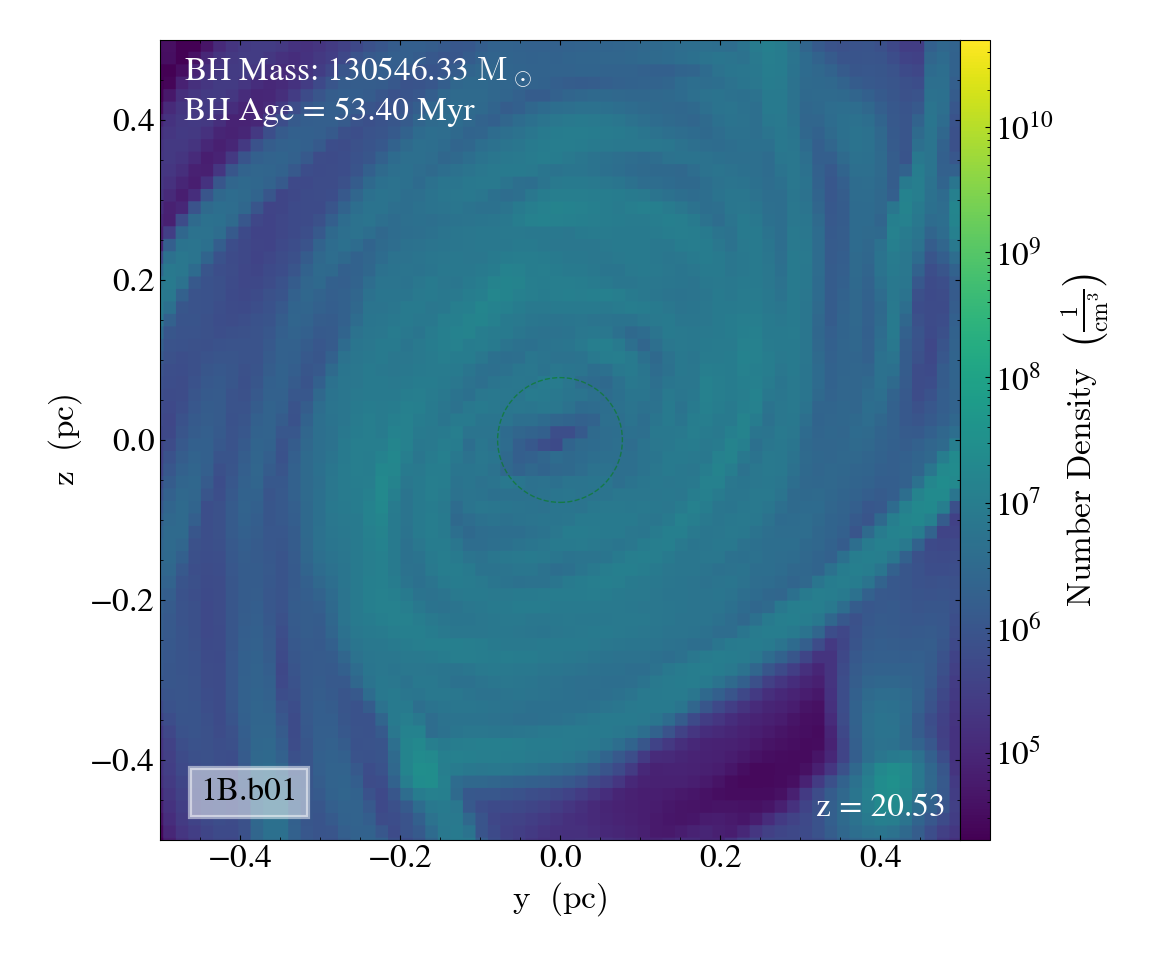 BH Mass: 130546.33 M⊙
BH Age = 53.40 Myr
0.4
0.2
0.0
−0.2
−0.4
z (pc)
1B.b01
z = 20.53
−0.4 −0.2 0.0 0.2 0.4
y (pc)
10¹⁰
10⁹
10⁸
10⁷
10⁶
10⁵
Number Density (1/cm³)